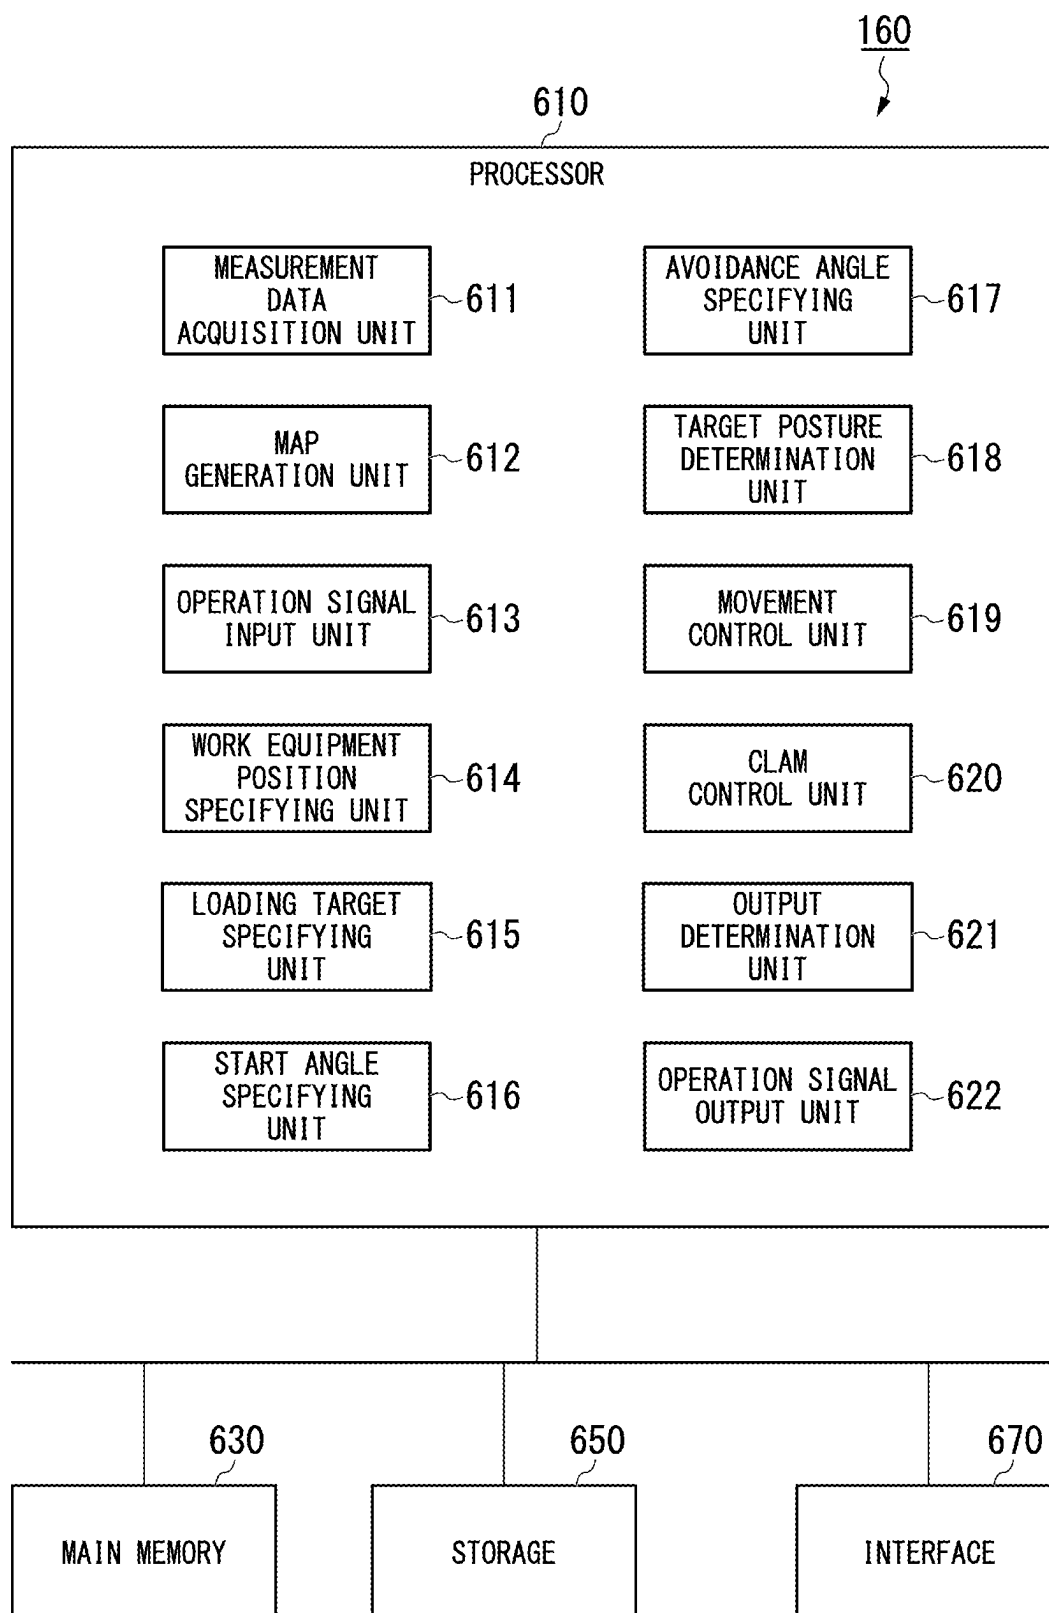 160
610
PROCESSOR
MEASUREMENT
DATA
ACQUISITION UNIT
611
MAP
GENERATION UNIT
612
OPERATION SIGNAL
INPUT UNIT
613
WORK EQUIPMENT
POSITION
SPECIFYING UNIT
614
LOADING TARGET
SPECIFYING
UNIT
615
START ANGLE
SPECIFYING
UNIT
616
AVOIDANCE ANGLE
SPECIFYING
UNIT
617
TARGET POSTURE
DETERMINATION
UNIT
618
MOVEMENT
CONTROL UNIT
619
CLAM
CONTROL UNIT
620
OUTPUT
DETERMINATION
UNIT
621
OPERATION SIGNAL
OUTPUT UNIT
622
630
MAIN MEMORY
650
STORAGE
670
INTERFACE